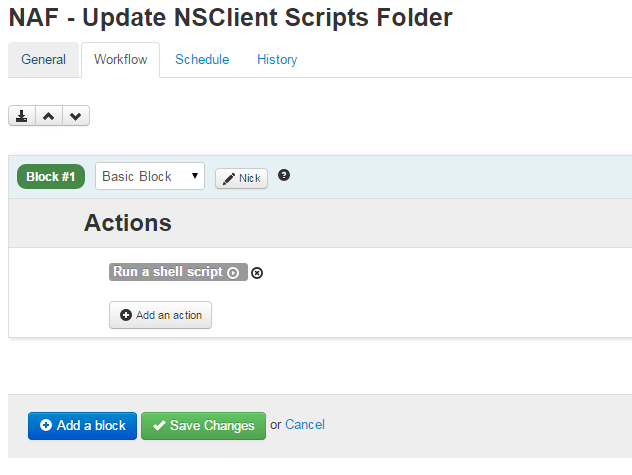 NAF - Update NSClient Scripts Folder
General Workflow Schedule History
Block #1 Basic Block Nick ?
Actions
Run a shell script
Add an action
Add a block Save Changes or Cancel